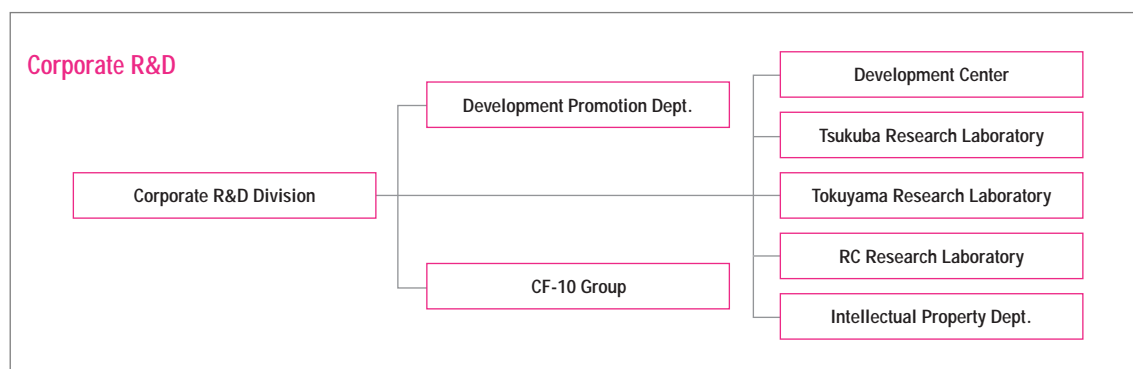 Corporate R&D
Corporate R&D Division
Development Promotion Dept.
CF-10 Group
Development Center
Tsukuba Research Laboratory
Tokuyama Research Laboratory
RC Research Laboratory
Intellectual Property Dept.